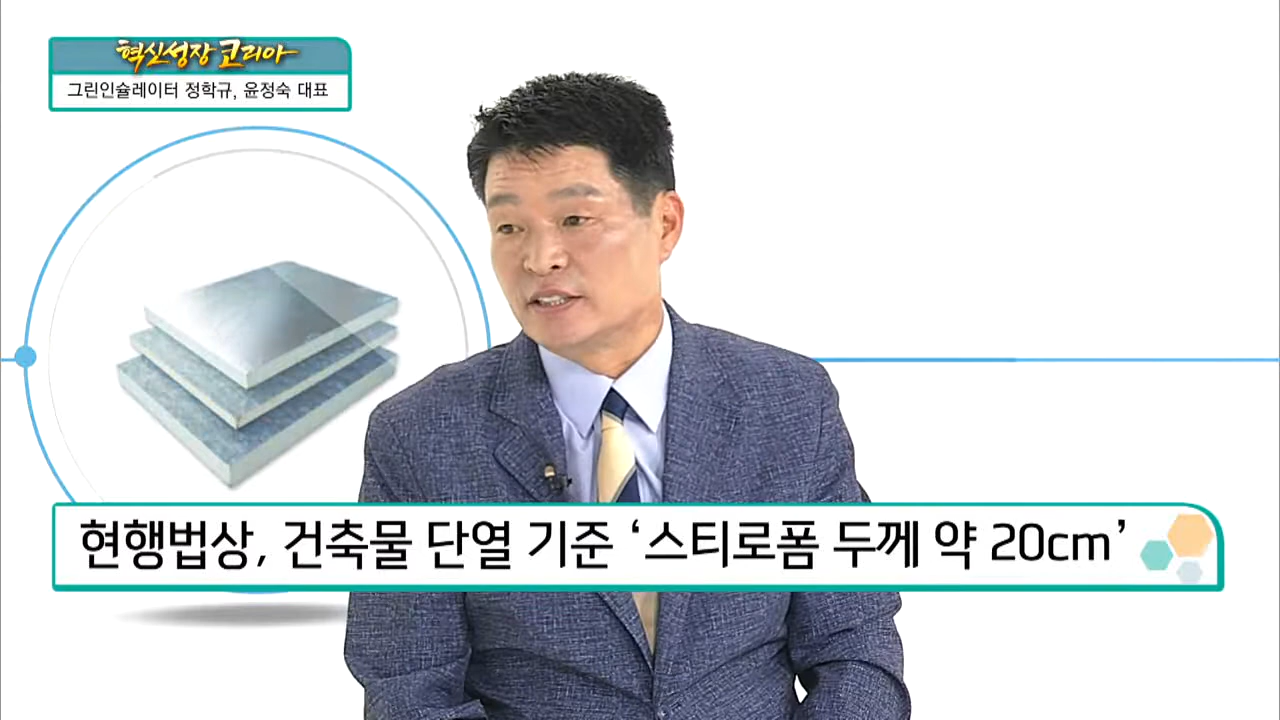 혁신성장 코리아
그린인슐레이터 정학규, 윤정숙 대표
현행법상, 건축물 단열 기준 ‘스티로폼 두께 약 20cm’